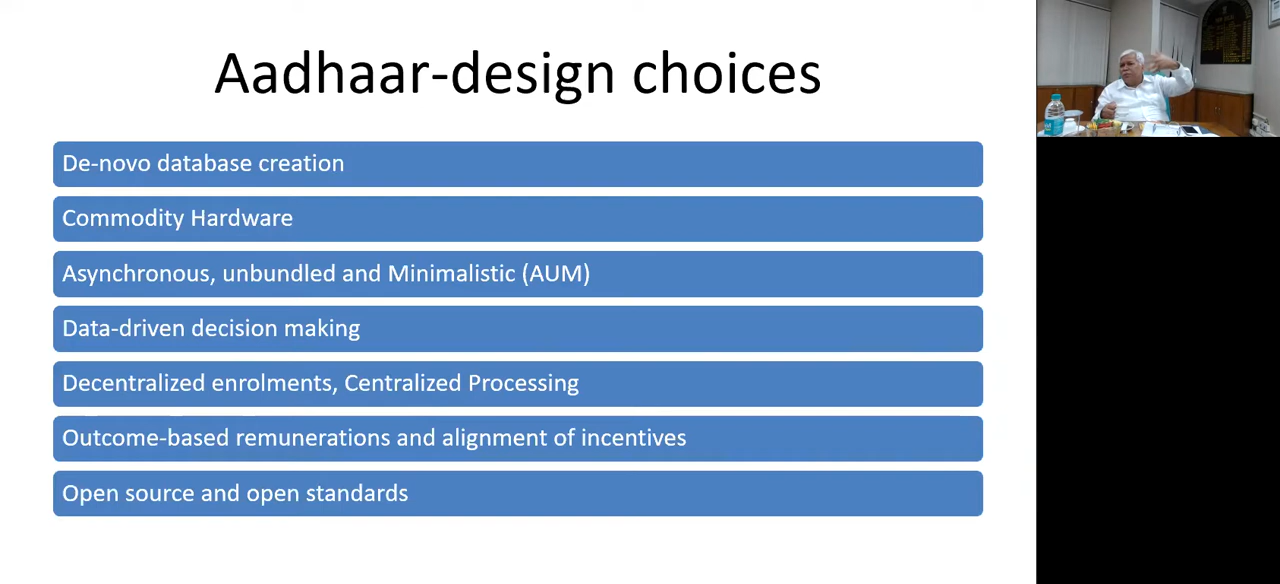 Aadhaar-design choices
De-novo database creation
Commodity Hardware
Asynchronous, unbundled and Minimalistic (AUM)
Data-driven decision making
Decentralized enrolments, Centralized Processing
Outcome-based remunerations and alignment of incentives
Open source and open standards